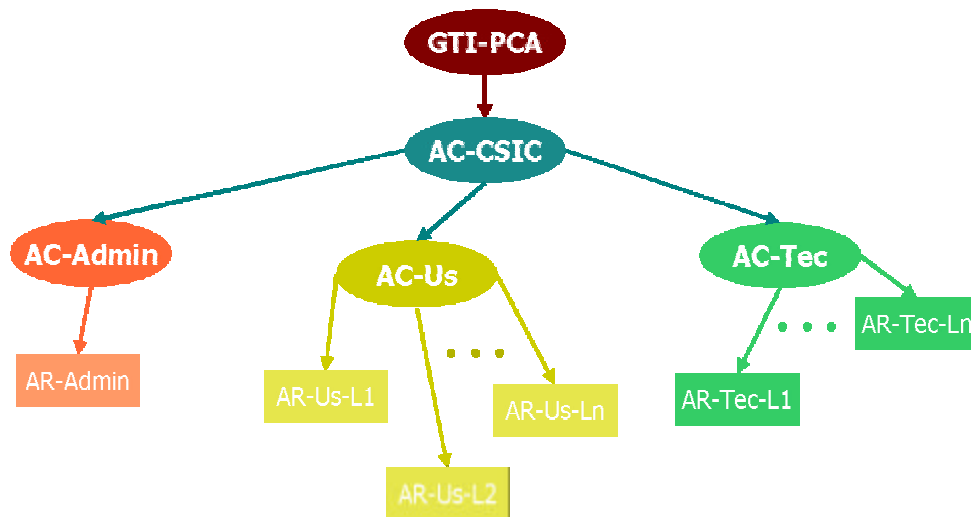 GTI-PCA
AC-CSIC
AC-Admin
AC-Us
AC-Tec
AR-Admin
AR-Us-L1
AR-Us-L2
AR-Us-Ln
AR-Tec-L1
AR-Tec-Ln